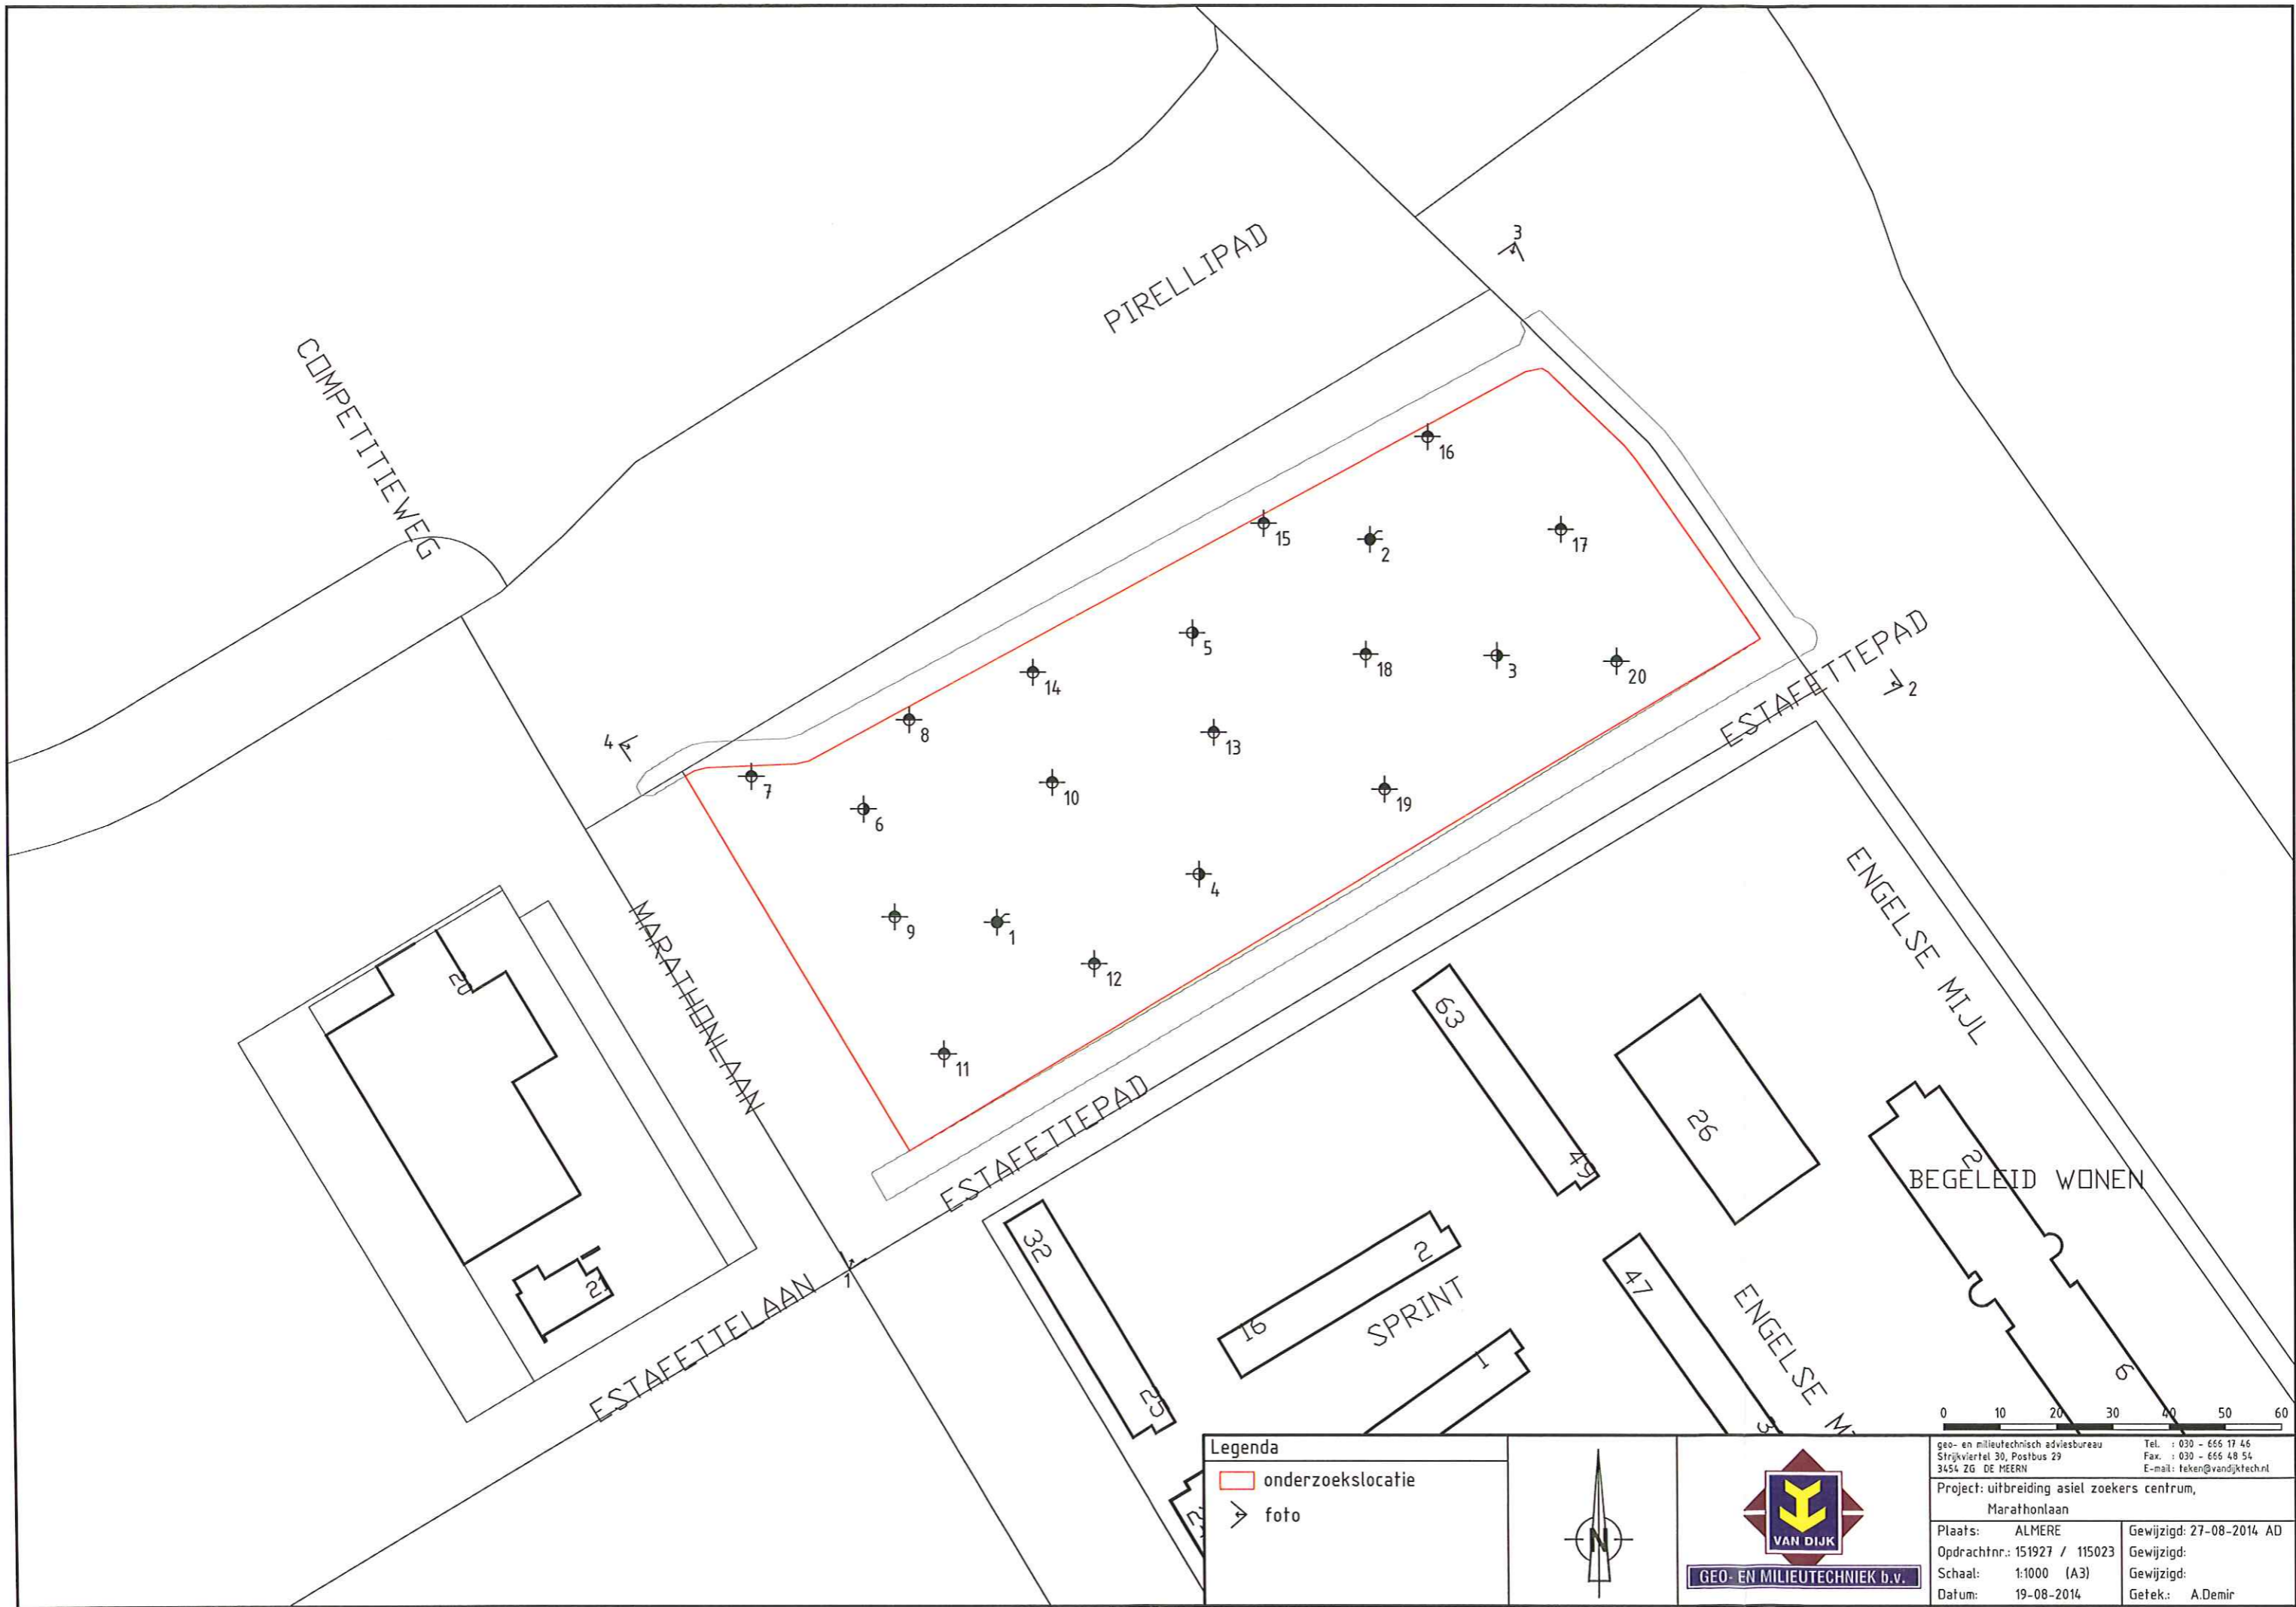 COMPETITIEWEG
PIRELLIPAD
3
16
15
2
17
5
18
3
20
14
8
13
4
7
10
19
6
ESTAFETTEPAD
2
4
9
1
12
11
MARATHONLAAN
20
21
ESTAFETTEPAD
ESTAFETTELAAN
1
ENGELSE MIJL
63
49
26
2
BEGELEID WONEN
6
32
25
16
2
SPRINT
1
47
3
ENGELSE
0 10 20 30 40 50 60
Legenda
onderzoekslocatie
foto
N
VAN DIJK
GEO- EN MILIEUTECHNIEK b.v.
geo- en milieutechnisch adviesbureau Tel. : 030 - 666 17 46
Strijkviertel 30, Postbus 29 Fax. : 030 - 666 48 54
3454 ZG DE MEERN E-mail: teken@vandijktech.nl
Project: uitbreiding asiel zoekers centrum,
Marathonlaan
Plaats: ALMERE Gewijzigd: 27-08-2014 AD
Opdrachtnr.: 151927 / 115023 Gewijzigd:
Schaal: 1:1000 (A3) Gewijzigd:
Datum: 19-08-2014 Getek.: A.Demir